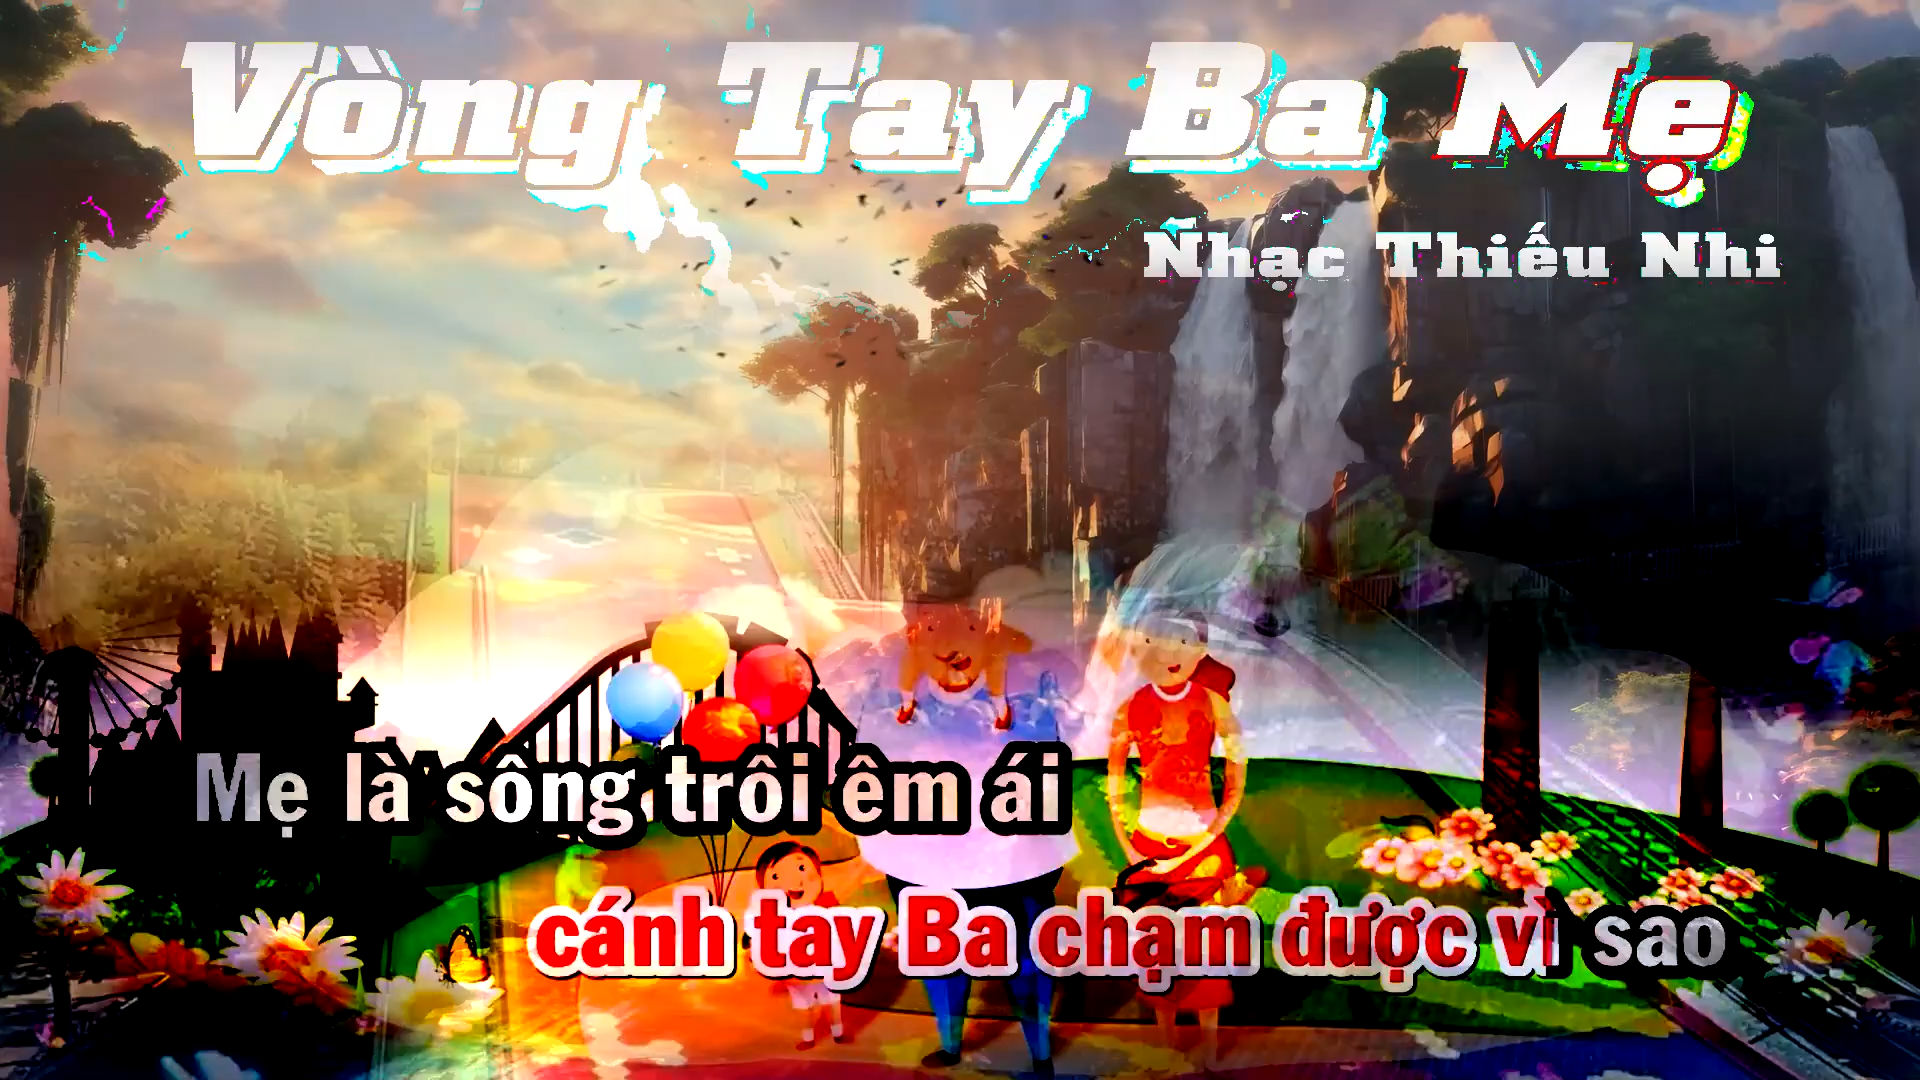 Vòng Tay Ba Mẹ
Nhạc Thiếu Nhi
Mẹ là sông trôi êm ái
cánh tay Ba chạm được vì sao